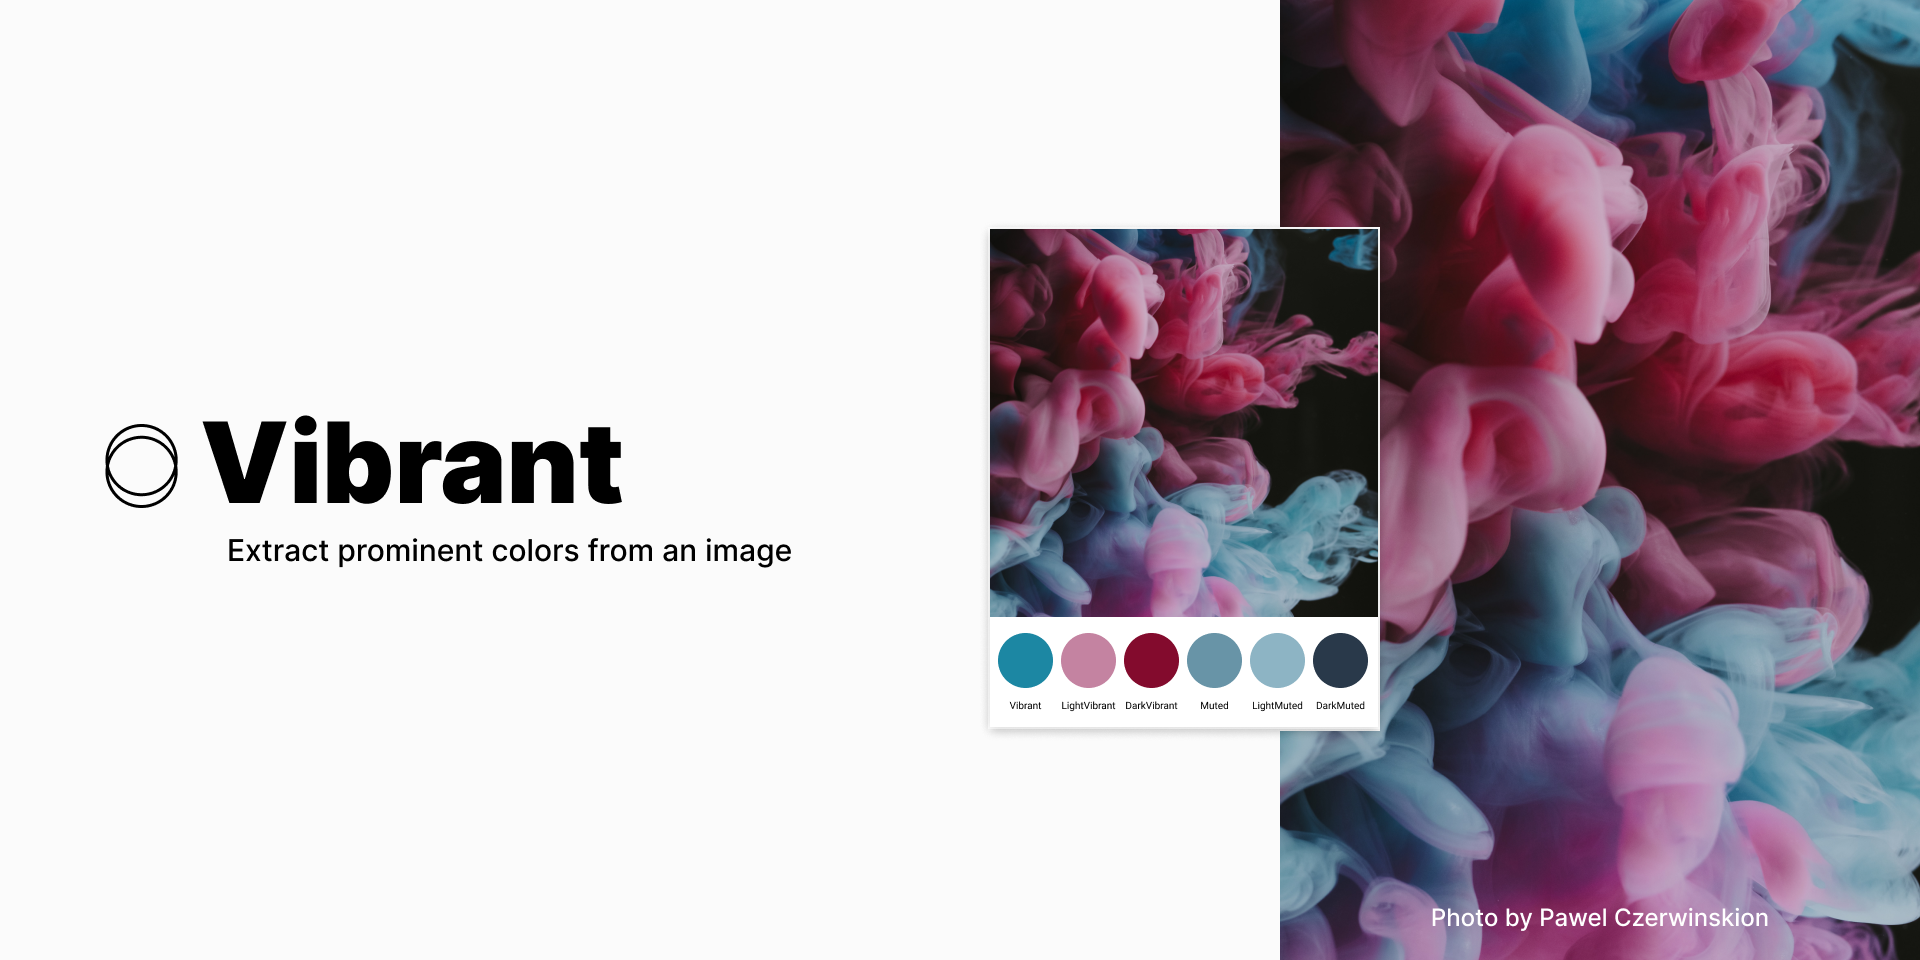 Vibrant
Extract prominent colors from an image
Vibrant LightVibrant DarkVibrant Muted LightMuted DarkMuted
Photo by Pawel Czerwinskion